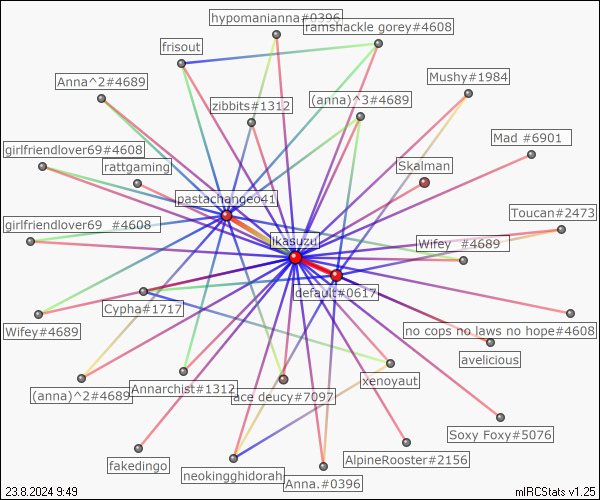 hypomanianna#0396
ramshackle gorey#4608
frisout
Anna^2#4689
Mushy#1984
zibbits#1312
(anna)^3#4689
Mad #6901
girlfriendlover69#4608
rattgaming
Skalman
pastachangeo41
Toucan#2473
girlfriendlover69 #4608
likasuzu
Wifey #4689
default#0617
Cypha#1717
Wifey#4689
no cops no laws no hope#4608
avelicious
xenoyaut
(anna)^2#4689
Annarchist#1312
ace deucy#7097
Soxy Foxy#5076
fakedingo
neokingghidorah
Anna.#0396
AlpineRooster#2156
23.8.2024 9:49
mIRCStats v1.25